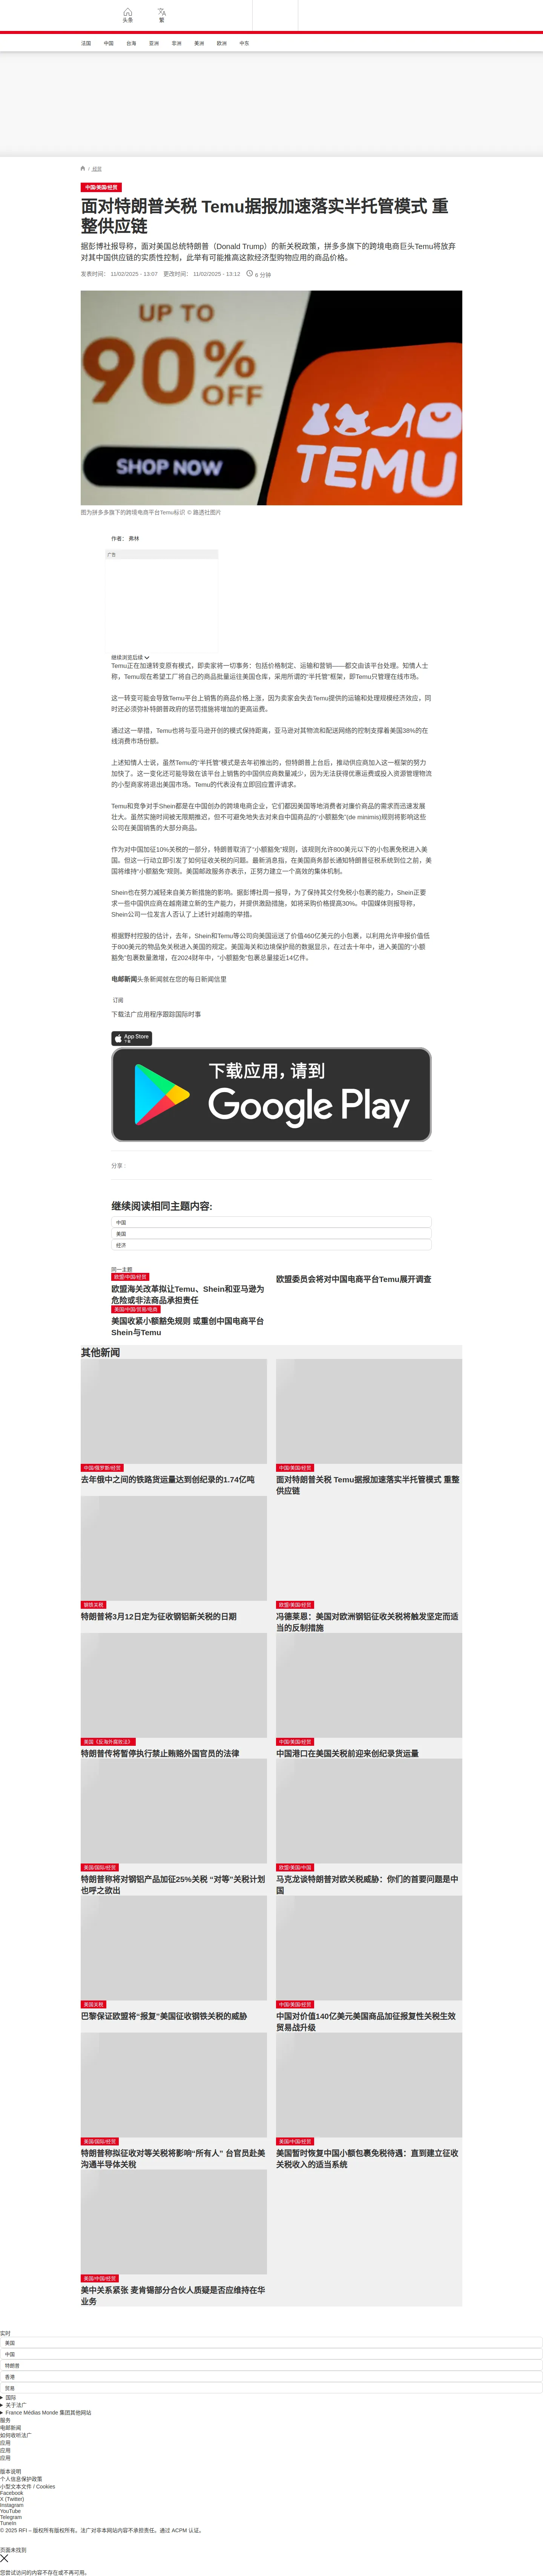 头条
繁
法国 中国 台海 亚洲 非洲 美洲 欧洲 中东
/ 经贸
中国/美国/经贸
面对特朗普关税 Temu据报加速落实半托管模式 重
整供应链
据彭博社报导称，面对美国总统特朗普（Donald Trump）的新关税政策，拼多多旗下的跨境电商巨头Temu将放弃
对其中国供应链的实质性控制，此举有可能推高这款经济型购物应用的商品价格。
发表时间： 11/02/2025 - 13:07 更改时间： 11/02/2025 - 13:12 6 分钟
UP TO
90%
OFF
SHOP NOW
TEMU
图为拼多多旗下的跨境电商平台Temu标识 © 路透社图片
作者： 弗林
广告
继续浏览后续
Temu正在加速转变原有模式，即卖家将一切事务：包括价格制定、运输和营销——都交由该平台处理。知情人士
称，Temu现在希望工厂将自己的商品批量运往美国仓库，采用所谓的“半托管”框架，即Temu只管理在线市场。
这一转变可能会导致Temu平台上销售的商品价格上涨，因为卖家会失去Temu提供的运输和处理规模经济效应，同
时还必须弥补特朗普政府的惩罚措施将增加的更高运费。
通过这一举措，Temu也将与亚马逊开创的模式保持距离，亚马逊对其物流和配送网络的控制支撑着美国38%的在
线消费市场份额。
上述知情人士说，虽然Temu的“半托管”模式是去年初推出的，但特朗普上台后，推动供应商加入这一框架的努力
加快了。这一变化还可能导致在该平台上销售的中国供应商数量减少，因为无法获得优惠运费或投入资源管理物流
的小型商家将退出美国市场。Temu的代表没有立即回应置评请求。
Temu和竞争对手Shein都是在中国创办的跨境电商企业，它们都因美国等地消费者对廉价商品的需求而迅速发展
壮大。虽然实施时间被无限期推迟，但不可避免地失去对来自中国商品的“小额豁免”(de minimis)规则将影响这些
公司在美国销售的大部分商品。
作为对中国加征10%关税的一部分，特朗普取消了“小额豁免”规则，该规则允许800美元以下的小包裹免税进入美
国。但这一行动立即引发了如何征收关税的问题。最新消息指，在美国商务部长通知特朗普征税系统到位之前，美
国将维持“小额豁免”规则。美国邮政服务亦表示，正努力建立一个高效的集体机制。
Shein也在努力减轻来自美方新措施的影响。据彭博社周一报导，为了保持其交付免税小包裹的能力，Shein正要
求一些中国供应商在越南建立新的生产能力，并提供激励措施，如将采购价格提高30%。中国媒体则报导称，
Shein公司一位发言人否认了上述针对越南的举措。
根据野村控股的估计，去年，Shein和Temu等公司向美国运送了价值460亿美元的小包裹，以利用允许申报价值低
于800美元的物品免关税进入美国的规定。美国海关和边境保护局的数据显示，在过去十年中，进入美国的“小额
豁免”包裹数量激增，在2024财年中，“小额豁免”包裹总量接近14亿件。
电邮新闻头条新闻就在您的每日新闻信里
订阅
下载法广应用程序跟踪国际时事
App Store
下载
下载应用，请到
Google Play
分享 :
继续阅读相同主题内容:
中国
美国
经济
同一主题
欧盟/中国/经贸
欧盟海关改革拟让Temu、Shein和亚马逊为
危险或非法商品承担责任
欧盟委员会将对中国电商平台Temu展开调查
美国/中国/贸易/电商
美国收紧小额豁免规则 或重创中国电商平台
Shein与Temu
其他新闻
中国/俄罗斯/经贸
去年俄中之间的铁路货运量达到创纪录的1.74亿吨
中国/美国/经贸
面对特朗普关税 Temu据报加速落实半托管模式 重整
供应链
钢铁关税
特朗普将3月12日定为征收钢铝新关税的日期
欧盟/美国/经贸
冯德莱恩：美国对欧洲钢铝征收关税将触发坚定而适
当的反制措施
美国《反海外腐败法》
特朗普传将暂停执行禁止贿赂外国官员的法律
中国/美国/经贸
中国港口在美国关税前迎来创纪录货运量
美国/国际/经贸
特朗普称将对钢铝产品加征25%关税 “对等”关税计划
也呼之欲出
欧盟/美国/中国
马克龙谈特朗普对欧关税威胁：你们的首要问题是中
国
美国关税
巴黎保证欧盟将“报复”美国征收钢铁关税的威胁
中国/美国/经贸
中国对价值140亿美元美国商品加征报复性关税生效
贸易战升级
美国/国际/经贸
特朗普称拟征收对等关税将影响“所有人” 台官员赴美
沟通半导体关税
美国/中国/经贸
美国暂时恢复中国小额包裹免税待遇：直到建立征收
关税收入的适当系统
美国/中国/经贸
美中关系紧张 麦肯锡部分合伙人质疑是否应维持在华
业务
实时
美国
中国
特朗普
香港
贸易
国际
关于法广
France Médias Monde 集团其他网站
服务
电邮新闻
如何收听法广
应用
应用
应用
版本说明
个人信息保护政策
小型文本文件 / Cookies
Facebook
X (Twitter)
Instagram
YouTube
Telegram
TuneIn
© 2025 RFI – 版权所有版权所有。法广对非本网站内容不承担责任。通过 ACPM 认证。
页面未找到
您尝试访问的内容不存在或不再可用。